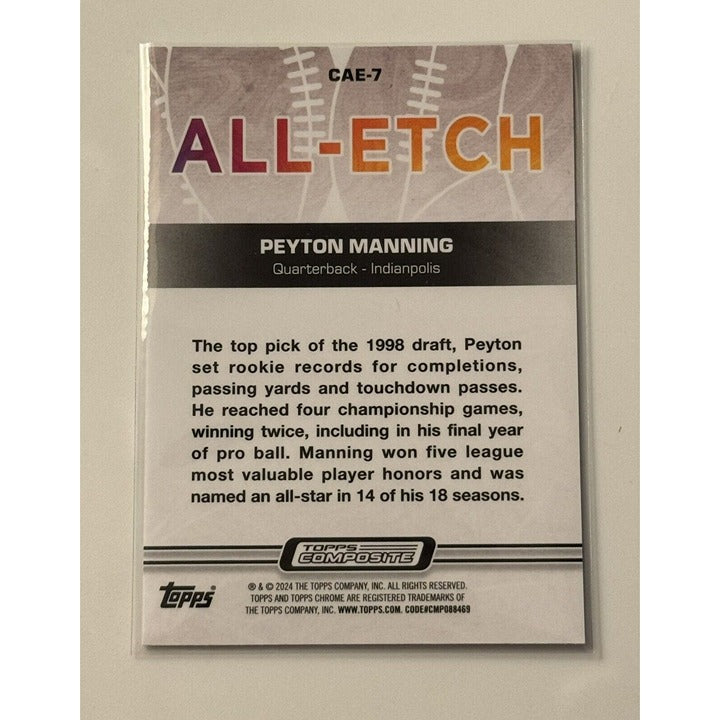 CAE-7
ALL-ETCH
PEYTON MANNING
Quarterback - Indianpolis
The top pick of the 1998 draft, Peyton
set rookie records for completions,
passing yards and touchdown passes.
He reached four championship games,
winning twice, including in his final year
of pro ball. Manning won five league
most valuable player honors and was
named an all-star in 14 of his 18 seasons.
TOPPS
COMPOSITE
topps
® & © 2024 THE TOPPS COMPANY, INC. ALL RIGHTS RESERVED.
TOPPS AND TOPPS CHROME ARE REGISTERED TRADEMARKS OF
THE TOPPS COMPANY, INC. WWW.TOPPS.COM. CODE#CMP088469